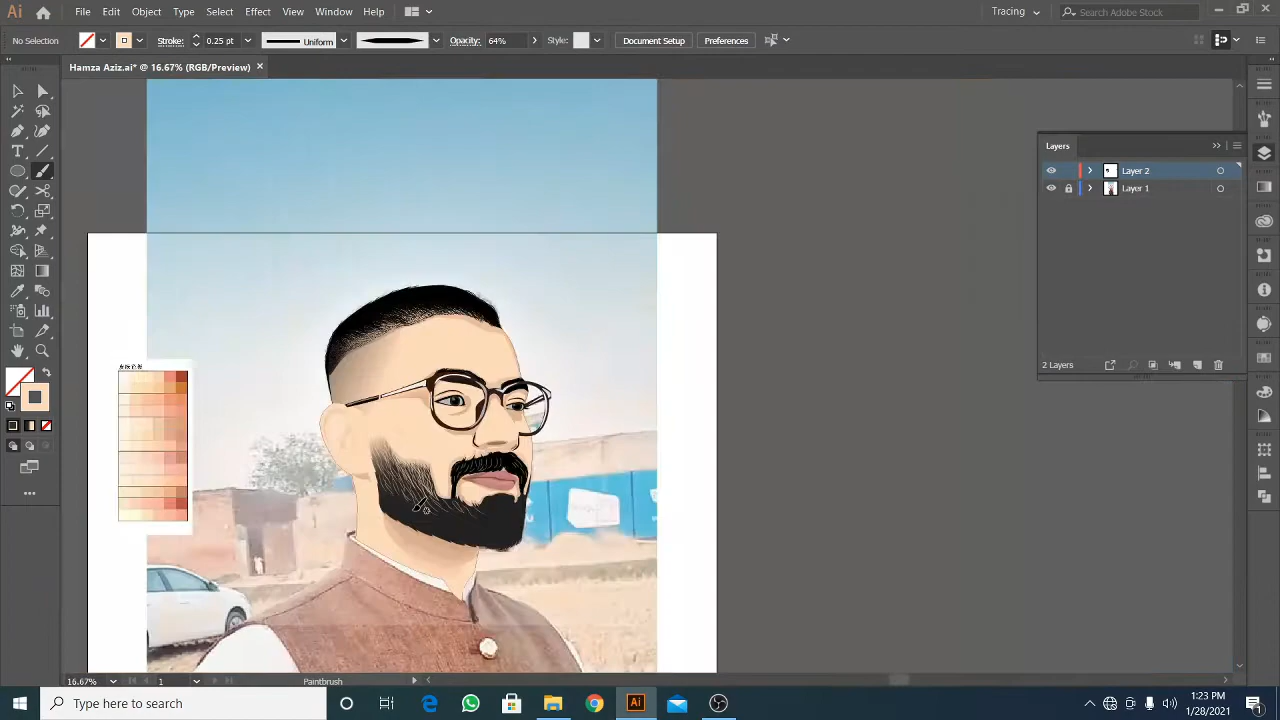 Ai File Edit Object Type Select Effect View Window Help Tracing Search Adobe Stock
No Selection Stroke: 0.25 pt Uniform Opacity: 64% Style: Document Setup Preferences
Hamza Aziz.ai* @ 16.67% (RGB/Preview)
Layers
Layer 2
Layer 1
2 Layers
16.67% 1 Paintbrush
Type here to search
Ai
1:23 PM
1/28/2021